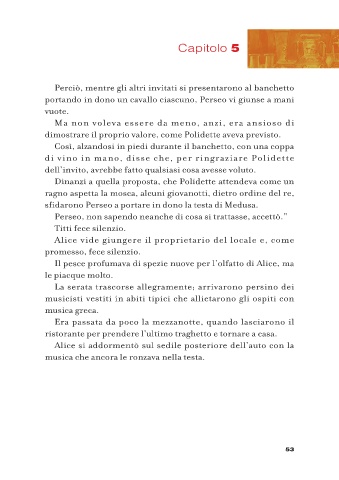 Capitolo 5
Perciò, mentre gli altri invitati si presentarono al banchetto
portando in dono un cavallo ciascuno, Perseo vi giunse a mani
vuote.
Ma non voleva essere da meno, anzi, era ansioso di
dimostrare il proprio valore, come Polidette aveva previsto.
Così, alzandosi in piedi durante il banchetto, con una coppa
di vino in mano, disse che, per ringraziare Polidette
dell'invito, avrebbe fatto qualsiasi cosa avesse voluto.
Dinanzi a quella proposta, che Polidette attendeva come un
ragno aspetta la mosca, alcuni giovanotti, dietro ordine del re,
sfidarono Perseo a portare in dono la testa di Medusa.
Perseo, non sapendo neanche di cosa si trattasse, accettò."
Titti fece silenzio.
Alice vide giungere il proprietario del locale e, come
promesso, fece silenzio.
Il pesce profumava di spezie nuove per l'olfatto di Alice, ma
le piacque molto.
La serata trascorse allegramente; arrivarono persino dei
musicisti vestiti in abiti tipici che allietarono gli ospiti con
musica greca.
Era passata da poco la mezzanotte, quando lasciarono il
ristorante per prendere l'ultimo traghetto e tornare a casa.
Alice si addormentò sul sedile posteriore dell'auto con la
musica che ancora le ronzava nella testa.
53